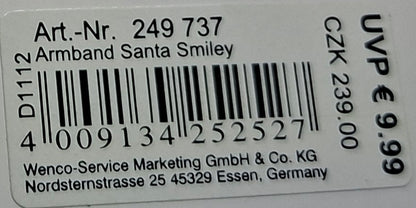 Art.-Nr. 249 737
Armband Santa Smiley
D1112
4 009134 252527
Wenco-Service Marketing GmbH & Co. KG
Nordsternstrasse 25 45329 Essen, Germany
CZK 239.00
UVP € 9.99